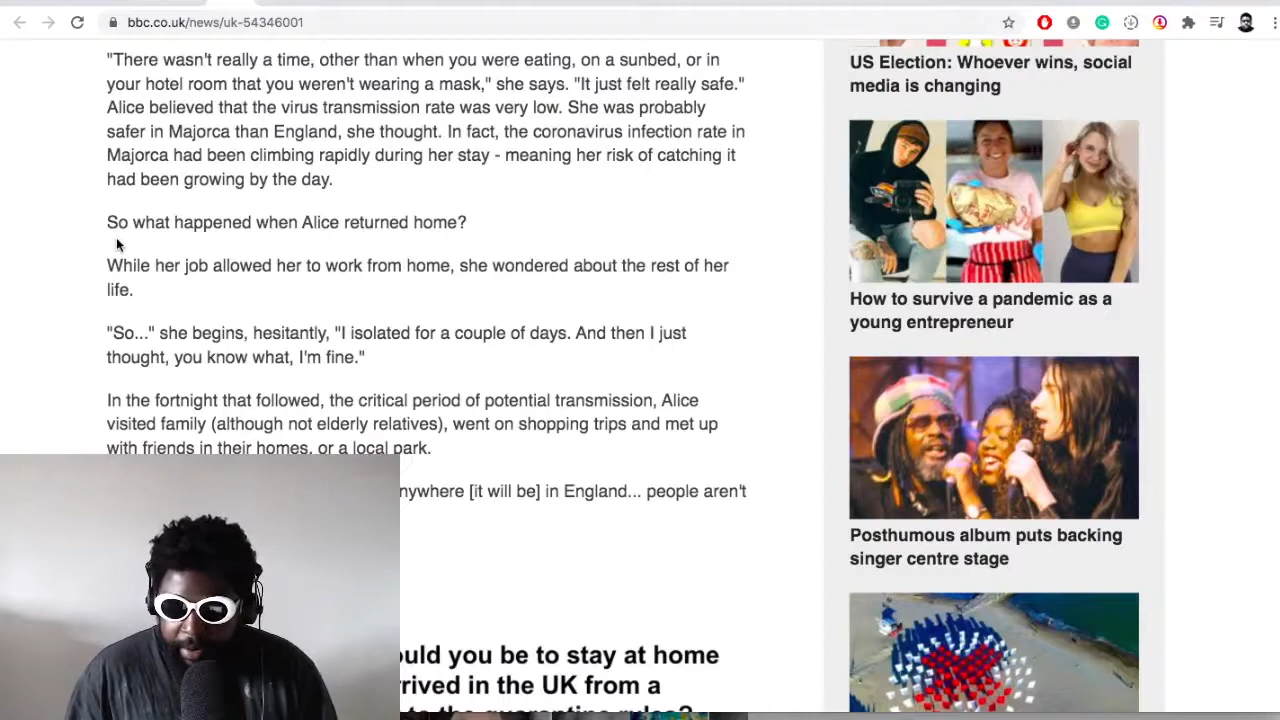 bbc.co.uk/news/uk-54346001
"There wasn't really a time, other than when you were eating, on a sunbed, or in
your hotel room that you weren't wearing a mask," she says. "It just felt really safe."
Alice believed that the virus transmission rate was very low. She was probably
safer in Majorca than England, she thought. In fact, the coronavirus infection rate in
Majorca had been climbing rapidly during her stay - meaning her risk of catching it
had been growing by the day.
So what happened when Alice returned home?
While her job allowed her to work from home, she wondered about the rest of her
life.
"So..." she begins, hesitantly, "I isolated for a couple of days. And then I just
thought, you know what, I'm fine."
In the fortnight that followed, the critical period of potential transmission, Alice
visited family (although not elderly relatives), went on shopping trips and met up
with friends in their homes, or a local park.
[it will be] in England... people aren't
you be to stay at home
in the UK from a
US Election: Whoever wins, social
media is changing
How to survive a pandemic as a
young entrepreneur
Posthumous album puts backing
singer centre stage